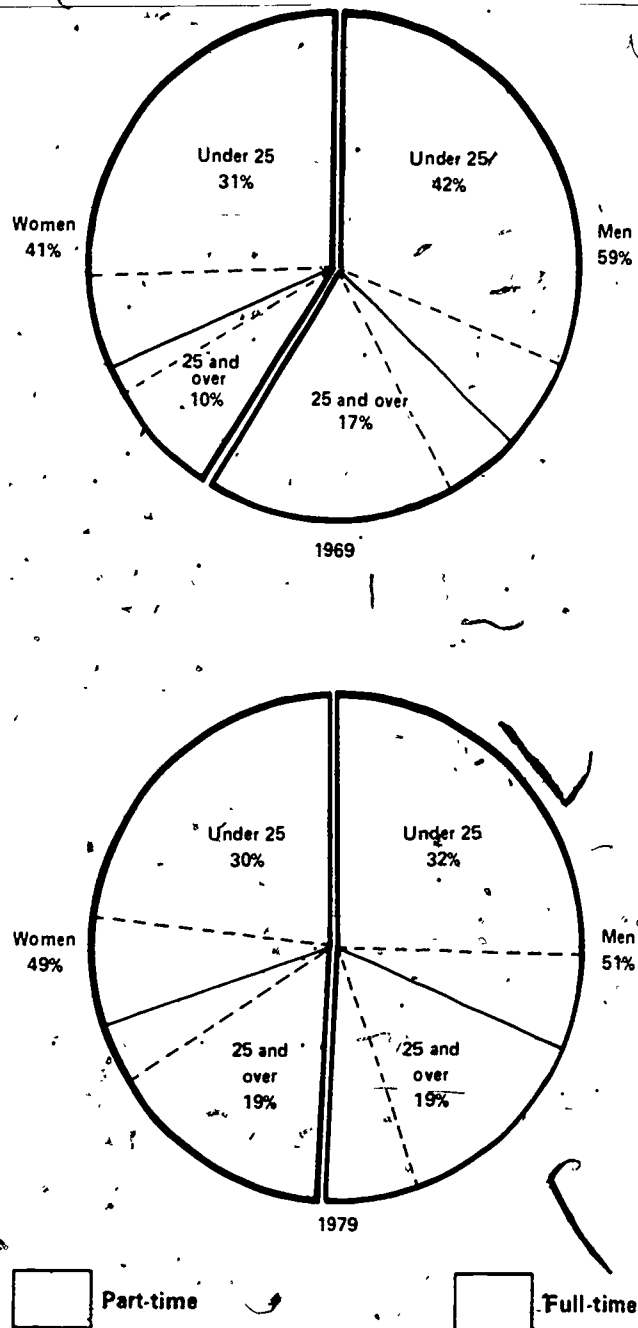 Under 25
31%
Under 25
42%
Women
41%
Men
59%
25 and
over
10%
25 and over
17%
1969
Under 25
30%
Under 25
32%
Women
49%
Men
51%
25 and
over
19%
25 and
over
19%
1979
Part-time
Full-time